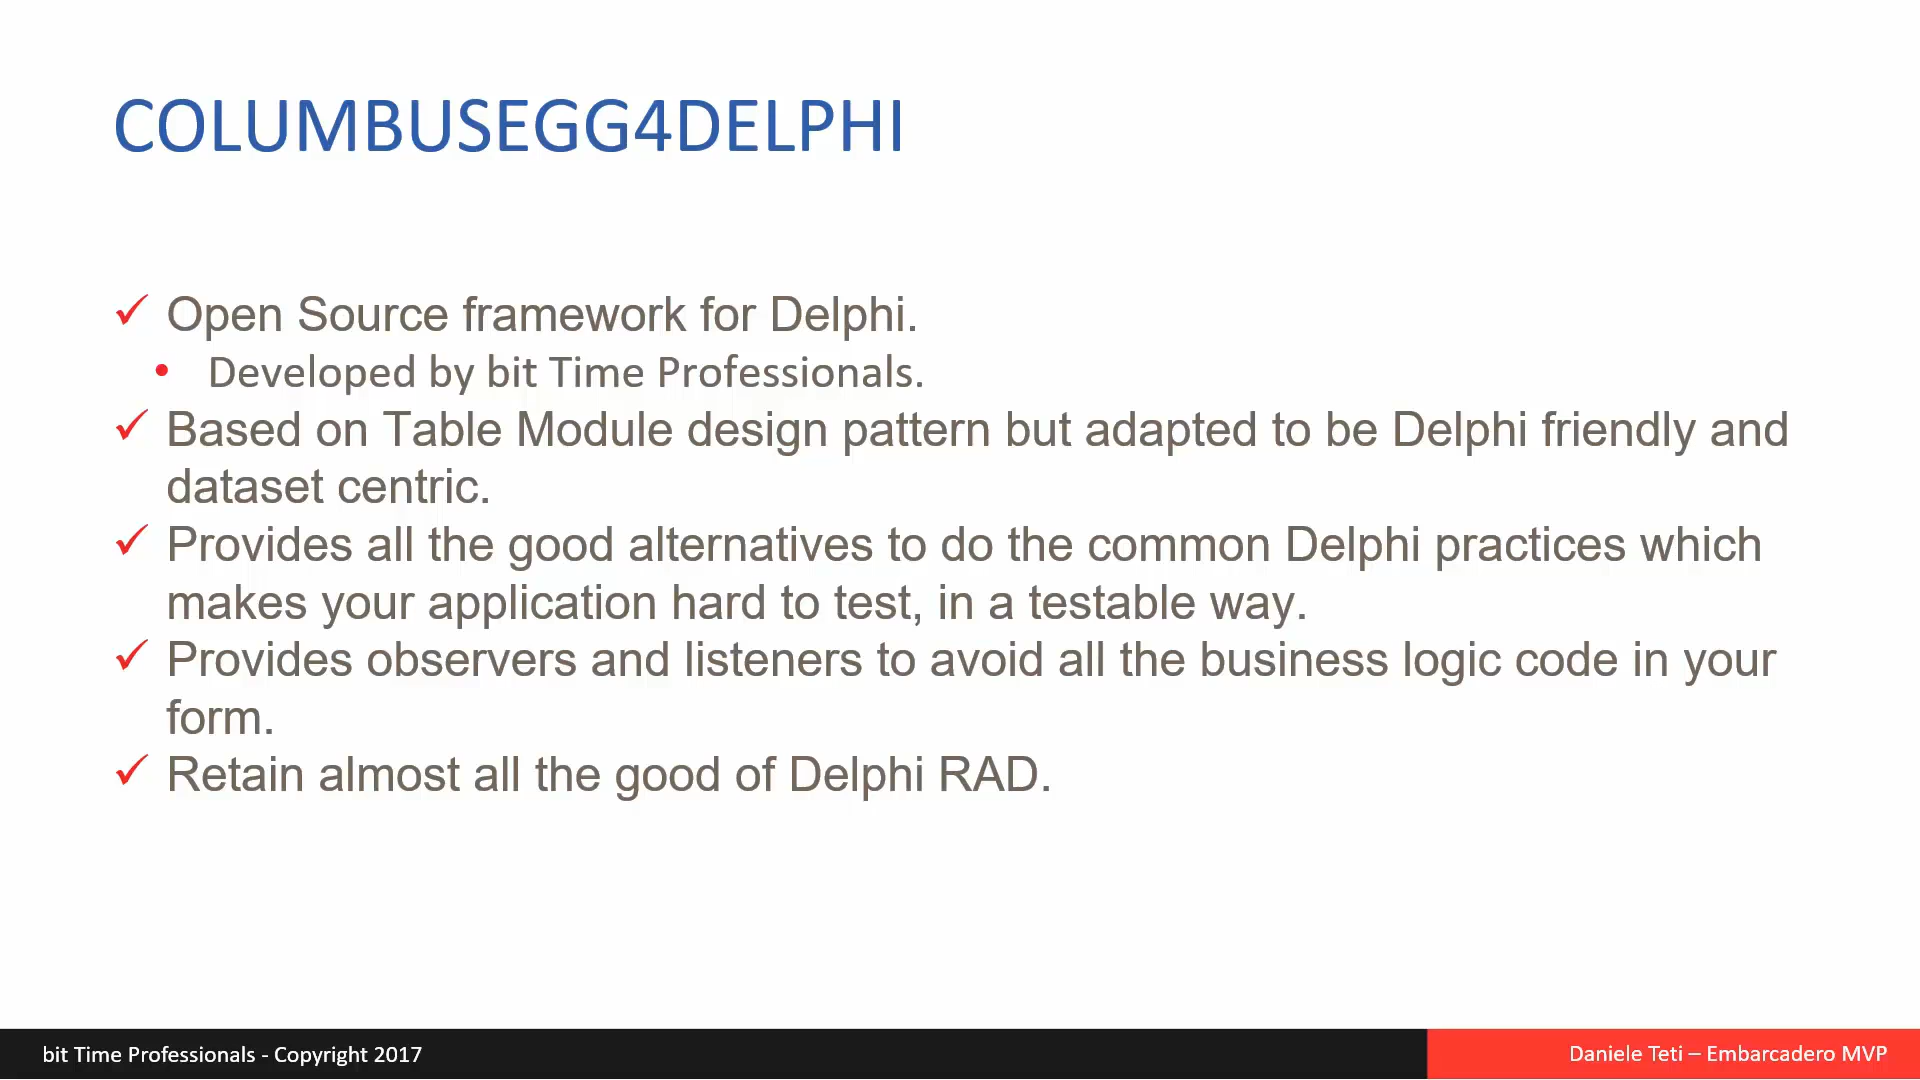 COLUMBUSEGG4DELPHI
Open Source framework for Delphi.
Developed by bit Time Professionals.
Based on Table Module design pattern but adapted to be Delphi friendly and
dataset centric.
Provides all the good alternatives to do the common Delphi practices which
makes your application hard to test, in a testable way.
Provides observers and listeners to avoid all the business logic code in your
form.
Retain almost all the good of Delphi RAD.
bit Time Professionals - Copyright 2017
Daniele Teti – Embarcadero MVP